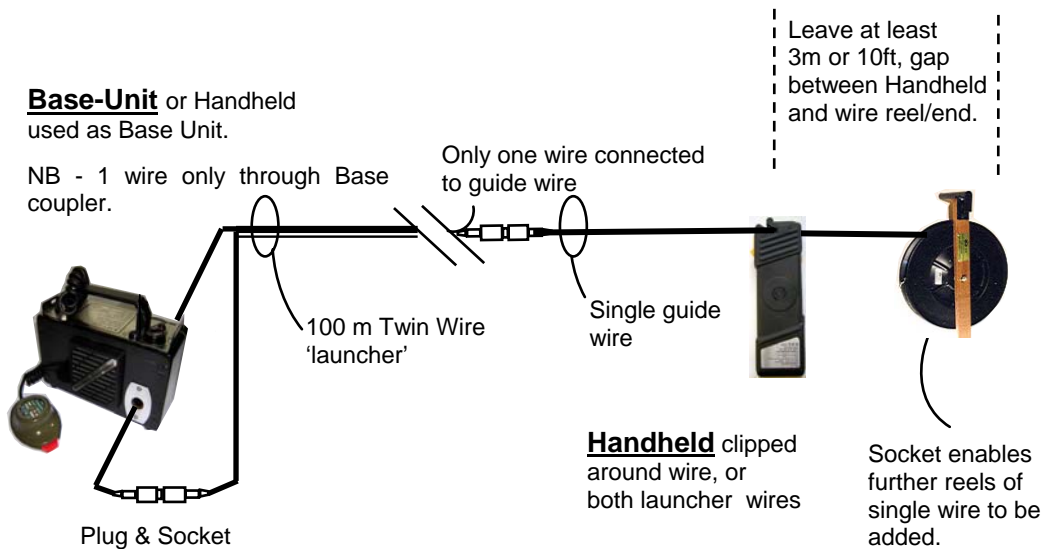 Leave at least
3m or 10ft, gap
between Handheld
and wire reel/end.
Base-Unit or Handheld
used as Base Unit.
NB - 1 wire only through Base
coupler.
Only one wire connected
to guide wire
100 m Twin Wire
'launcher'
Single guide
wire
Handheld clipped
around wire, or
both launcher wires
Socket enables
further reels of
single wire to be
added.
Plug & Socket